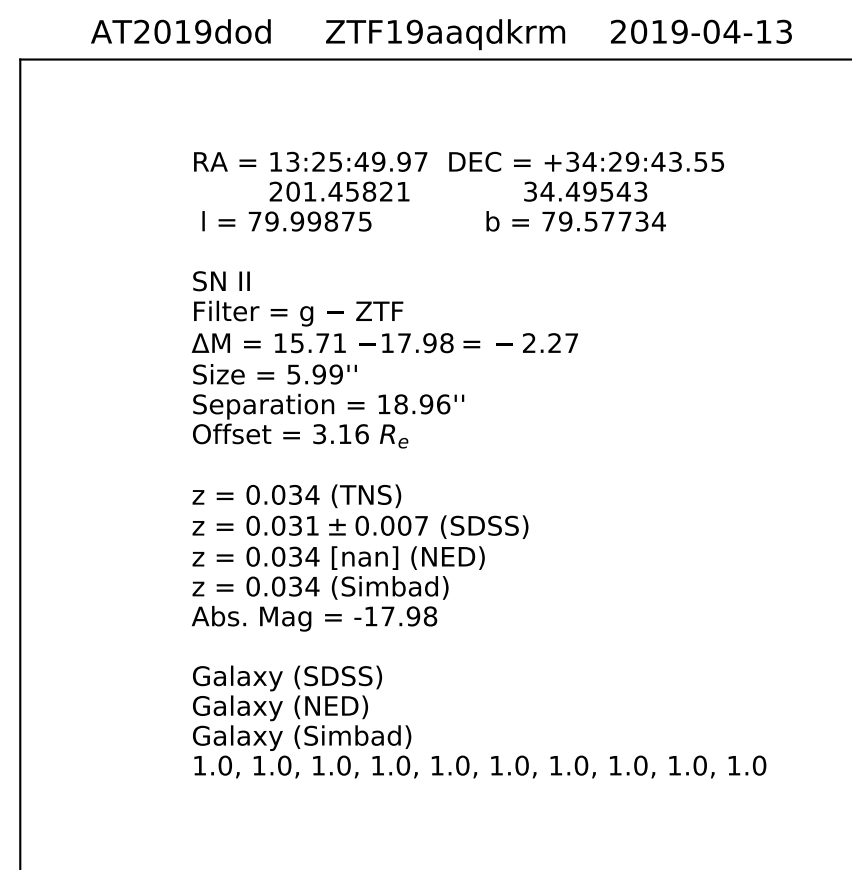 AT2019dod ZTF19aaqdkrm 2019-04-13
RA = 13:25:49.97 DEC = +34:29:43.55
201.45821 34.49543
l = 79.99875 b = 79.57734
SN II
Filter = g − ZTF
ΔM = 15.71 −17.98 = − 2.27
Size = 5.99''
Separation = 18.96''
Offset = 3.16 Rₑ
z = 0.034 (TNS)
z = 0.031 ± 0.007 (SDSS)
z = 0.034 [nan] (NED)
z = 0.034 (Simbad)
Abs. Mag = -17.98
Galaxy (SDSS)
Galaxy (NED)
Galaxy (Simbad)
1.0, 1.0, 1.0, 1.0, 1.0, 1.0, 1.0, 1.0, 1.0, 1.0